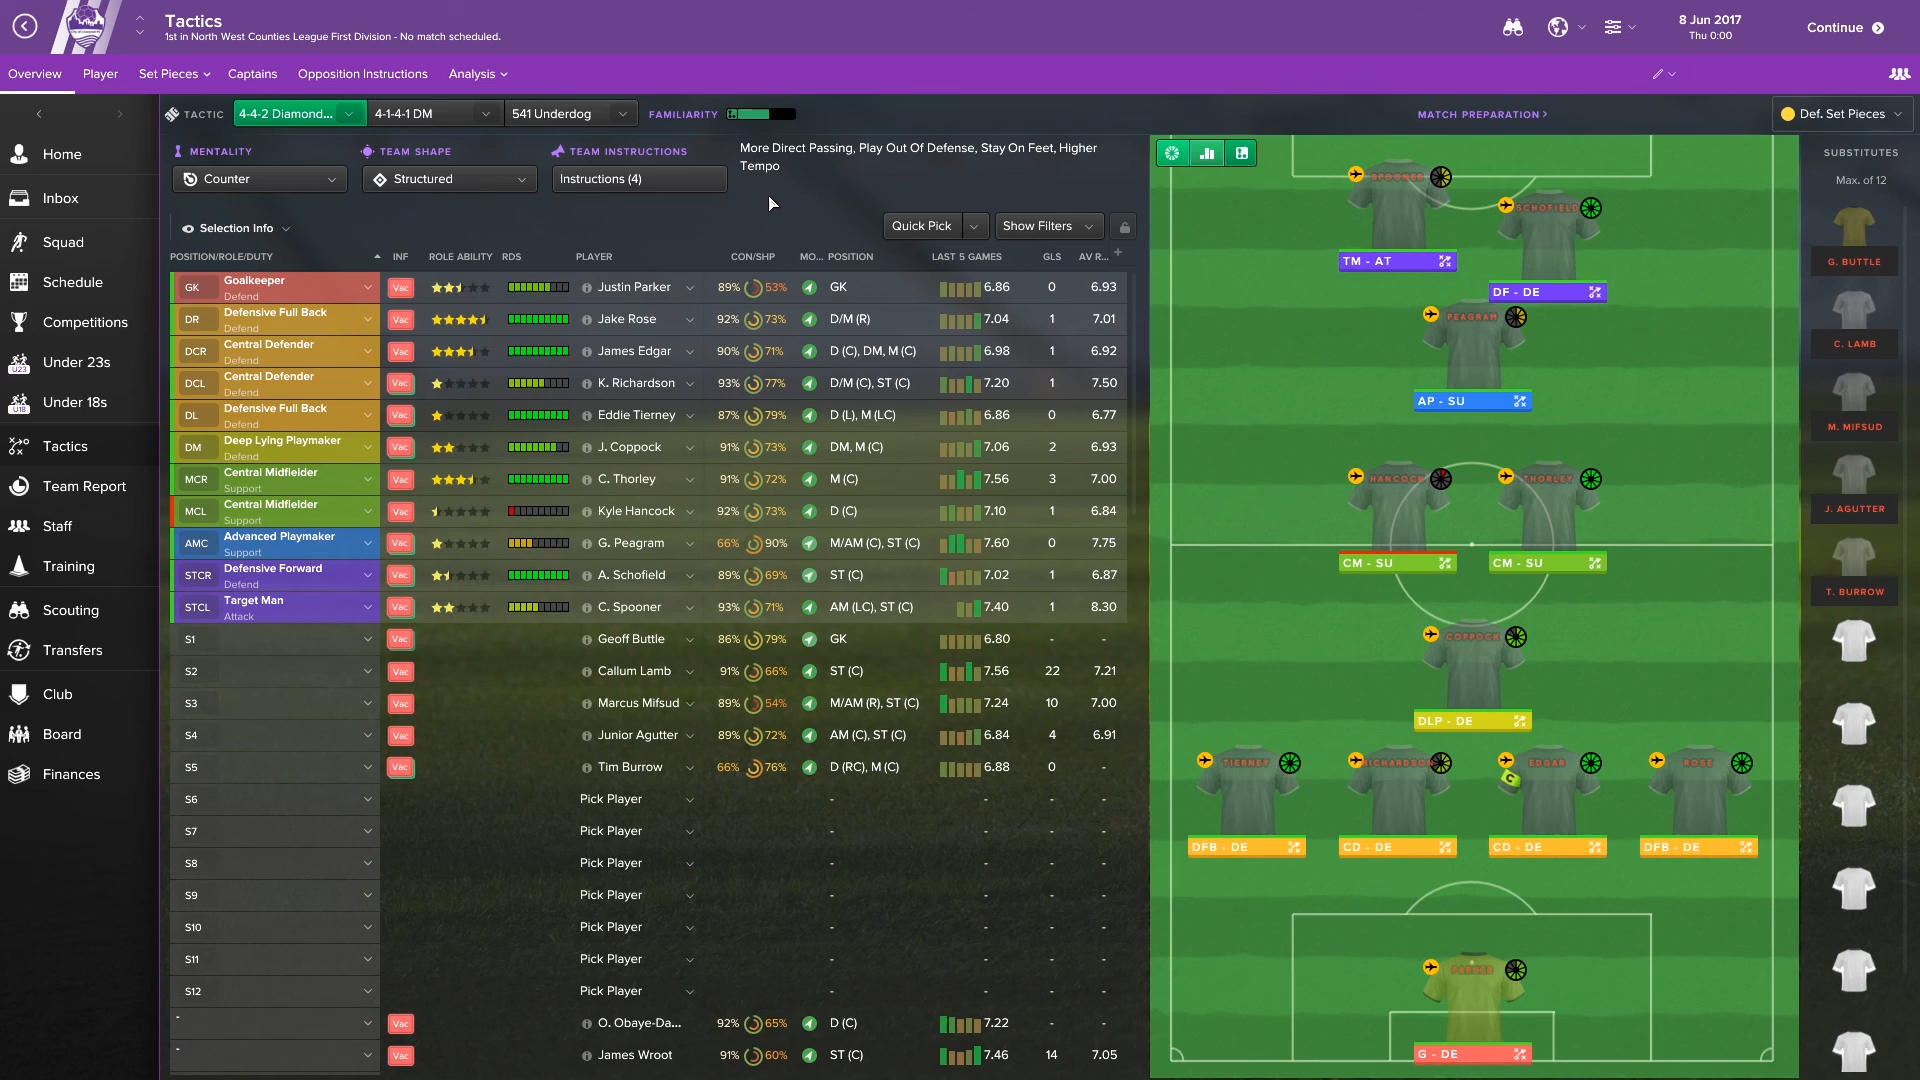 Tactics
1st in North West Counties League First Division - No match scheduled.
8 Jun 2017
Thu 0:00
Continue
Overview Player Set Pieces Captains Opposition Instructions Analysis
TACTIC 4-4-2 Diamond... 4-1-4-1 DM 541 Underdog FAMILIARITY MATCH PREPARATION > Def. Set Pieces
MENTALITY TEAM SHAPE TEAM INSTRUCTIONS
Counter Structured Instructions (4)
More Direct Passing, Play Out Of Defense, Stay On Feet, Higher
Tempo
Selection Info Quick Pick Show Filters
Home
Inbox
Squad
Schedule
Competitions
U23 Under 23s
U18 Under 18s
Tactics
Team Report
Staff
Training
Scouting
Transfers
Club
Board
Finances
POSITION/ROLE/DUTY INF ROLE ABILITY RDS PLAYER CON/SHP MO... POSITION LAST 5 GAMES GLS AV R... +
GK Goalkeeper Defend Vac Justin Parker 89% 53% GK 6.86 0 6.93
DR Defensive Full Back Defend Vac Jake Rose 92% 73% D/M (R) 7.04 1 7.01
DCR Central Defender Defend Vac James Edgar 90% 71% D (C), DM, M (C) 6.98 1 6.92
DCL Central Defender Defend Vac K. Richardson 93% 77% D/M (C), ST (C) 7.20 1 7.50
DL Defensive Full Back Defend Vac Eddie Tierney 87% 79% D (L), M (LC) 6.86 0 6.77
DM Deep Lying Playmaker Defend Vac J. Coppock 91% 73% DM, M (C) 7.06 2 6.93
MCR Central Midfielder Support Vac C. Thorley 91% 72% M (C) 7.56 3 7.00
MCL Central Midfielder Support Vac Kyle Hancock 92% 73% D (C) 7.10 1 6.84
AMC Advanced Playmaker Support Vac G. Peagram 66% 90% M/AM (C), ST (C) 7.60 0 7.75
STCR Defensive Forward Defend Vac A. Schofield 89% 69% ST (C) 7.02 1 6.87
STCL Target Man Attack Vac C. Spooner 93% 71% AM (LC), ST (C) 7.40 1 8.30
S1 Vac Geoff Buttle 86% 79% GK 6.80 - -
S2 Vac Callum Lamb 91% 66% ST (C) 7.56 22 7.21
S3 Vac Marcus Mifsud 89% 54% M/AM (R), ST (C) 7.24 10 7.00
S4 Vac Junior Agutter 89% 72% AM (C), ST (C) 6.84 4 6.91
S5 Vac Tim Burrow 66% 76% D (RC), M (C) 6.88 0 -
S6 Pick Player - - - -
S7 Pick Player - - - -
S8 Pick Player - - - -
S9 Pick Player - - - -
S10 Pick Player - - - -
S11 Pick Player - - - -
S12 Pick Player - - - -
- Vac O. Obaye-Da... 92% 65% D (C) 7.22 - -
- Vac James Wroot 91% 60% ST (C) 7.46 14 7.05
SPOONER
SCHOFIELD
TM - AT
DF - DE
PEAGRAM
AP - SU
HANCOCK THORLEY
CM - SU CM - SU
COPPOCK
DLP - DE
TIERNEY RICHARDSON EDGAR ROSE
C
DFB - DE CD - DE CD - DE DFB - DE
PARKER
G - DE
SUBSTITUTES
Max. of 12
G. BUTTLE
C. LAMB
M. MIFSUD
J. AGUTTER
T. BURROW